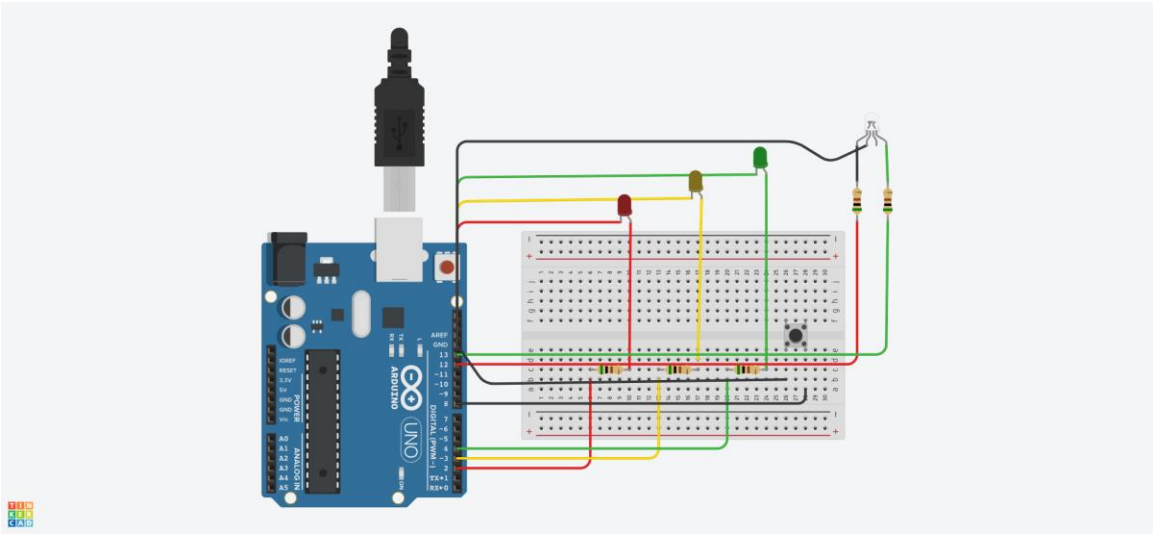 AREF
GND
13
12
~11
~10
~9
8
7
~6
~5
4
~3
2
TX→1
RX←0
DIGITAL (PWM~)
L
TX
RX
ARDUINO
UNO
ON
IOREF
RESET
3.3V
5V
GND
GND
Vin
POWER
A0
A1
A2
A3
A4
A5
ANALOG IN
TIN
KER
CAD